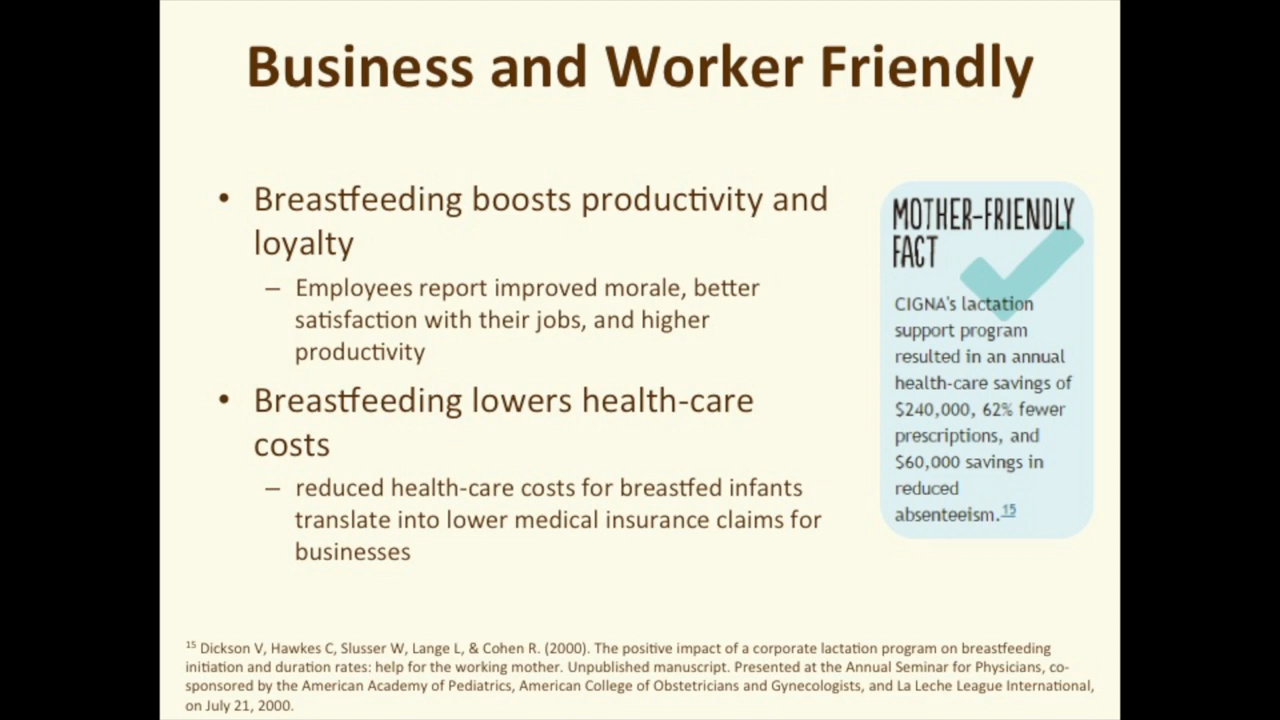 Business and Worker Friendly
• Breastfeeding boosts productivity and
loyalty
– Employees report improved morale, better
satisfaction with their jobs, and higher
productivity
• Breastfeeding lowers health-care
costs
– reduced health-care costs for breastfed infants
translate into lower medical insurance claims for
businesses
MOTHER-FRIENDLY
FACT
CIGNA's lactation
support program
resulted in an annual
health-care savings of
$240,000, 62% fewer
prescriptions, and
$60,000 savings in
reduced
absenteeism.15
15 Dickson V, Hawkes C, Slusser W, Lange L, & Cohen R. (2000). The positive impact of a corporate lactation program on breastfeeding
initiation and duration rates: help for the working mother. Unpublished manuscript. Presented at the Annual Seminar for Physicians, co-
sponsored by the American Academy of Pediatrics, American College of Obstetricians and Gynecologists, and La Leche League International,
on July 21, 2000.